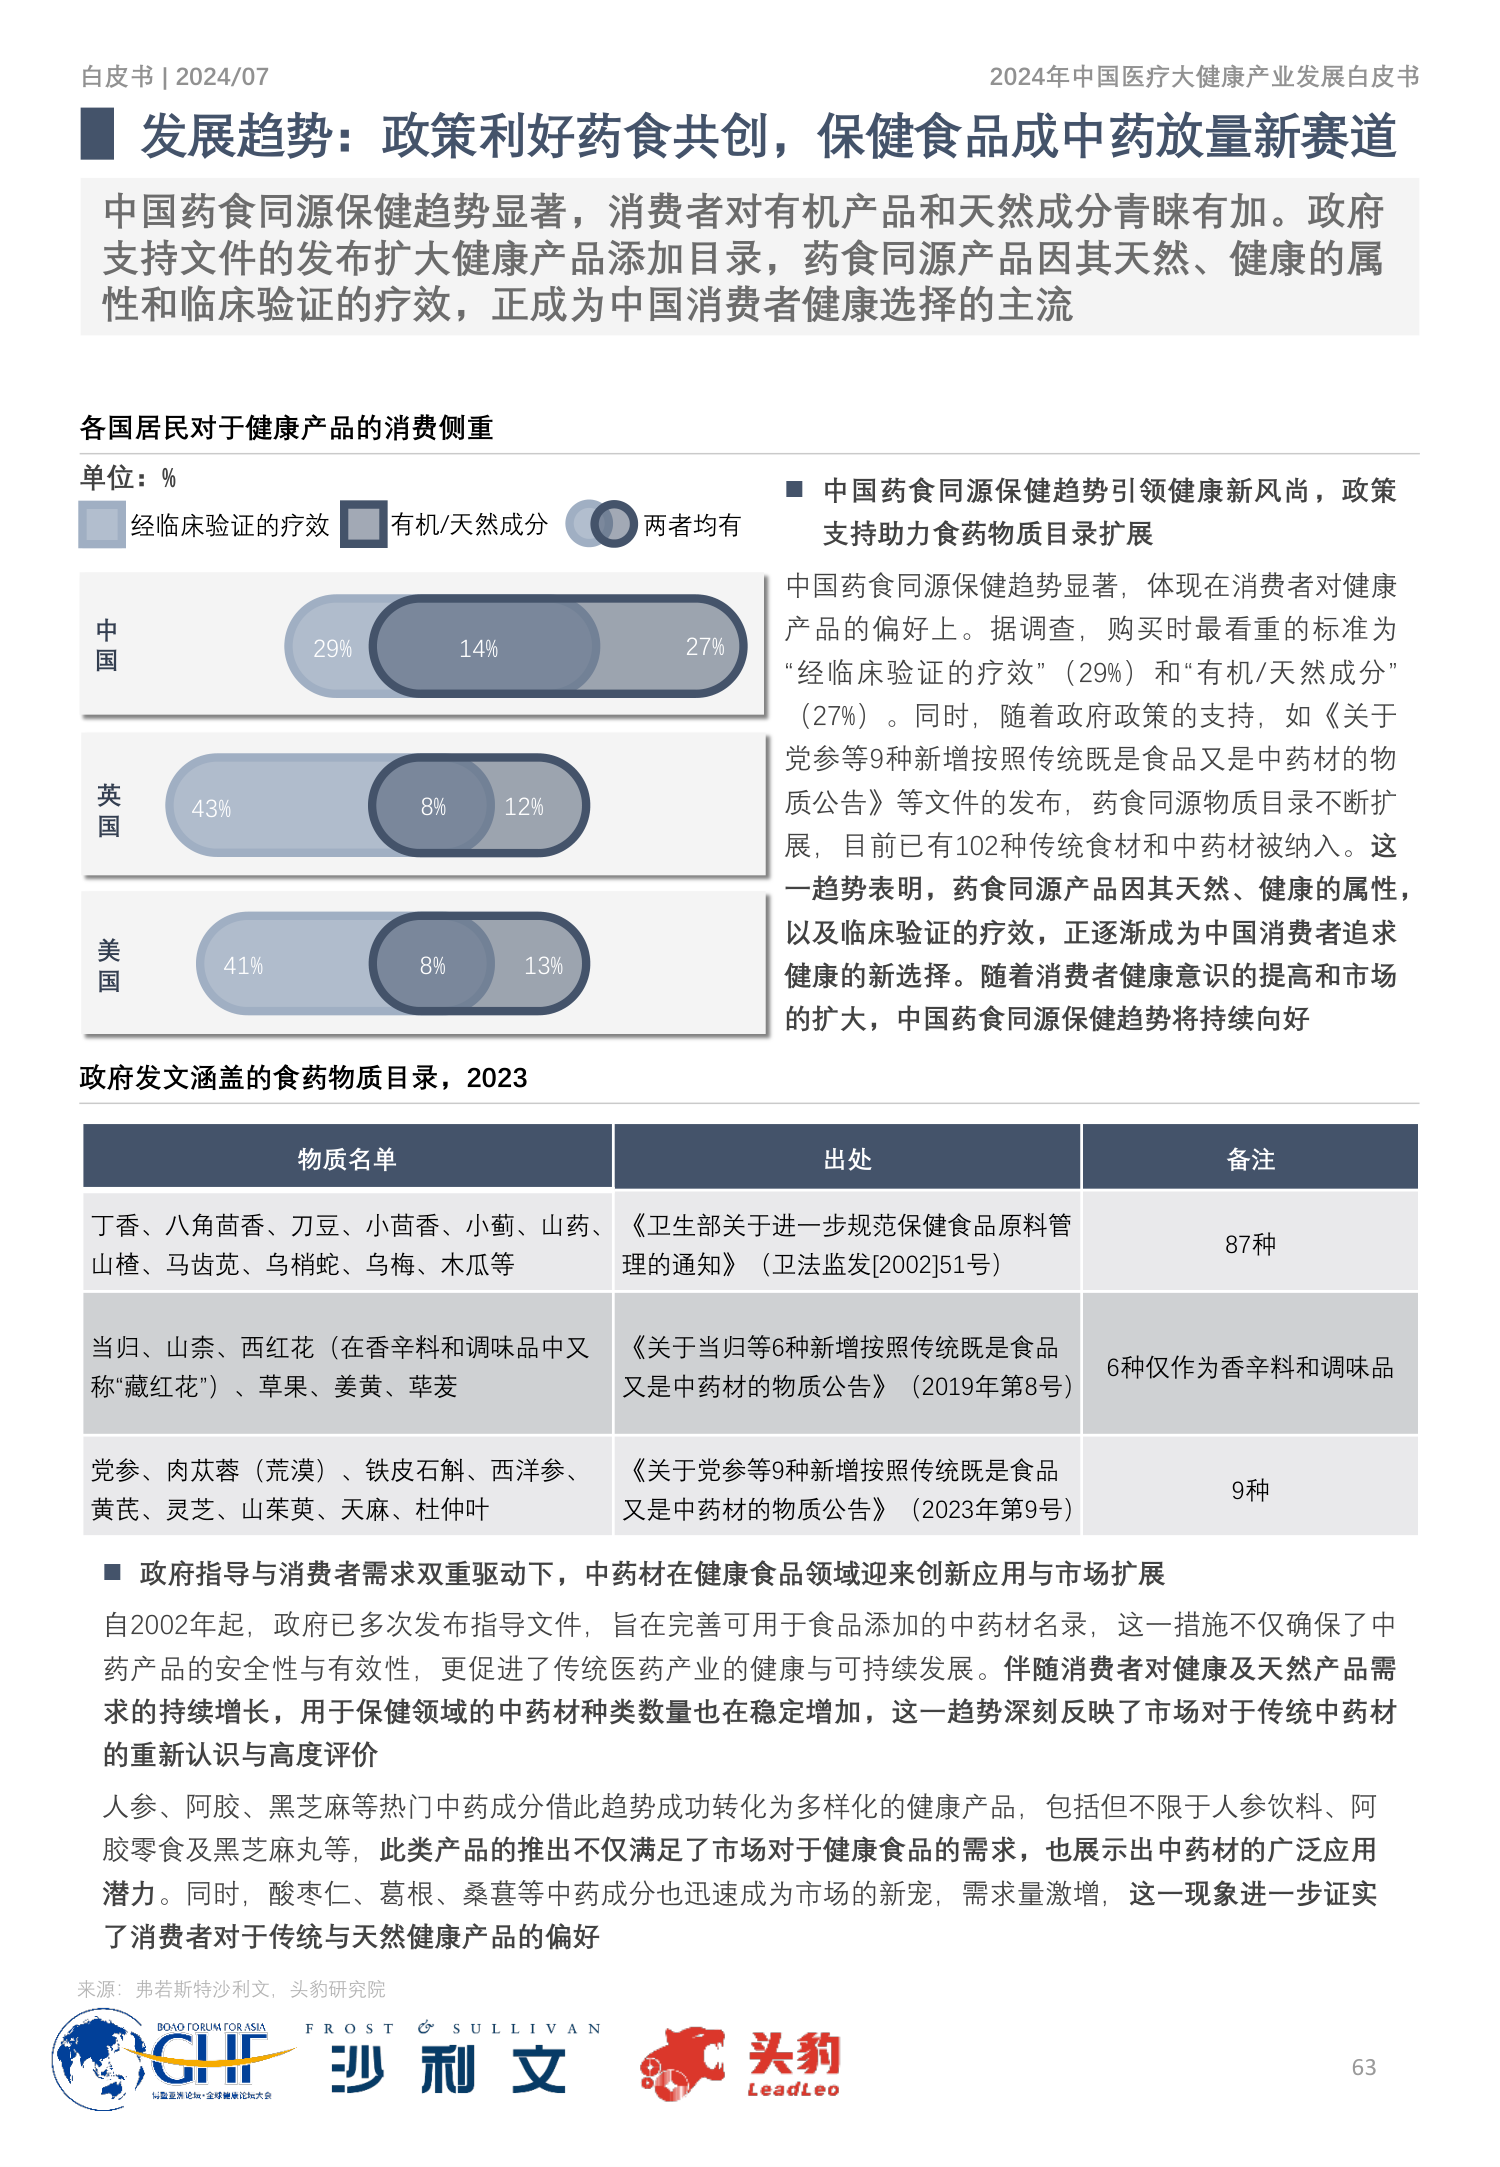 白皮书 | 2024/07
2024年中国医疗大健康产业发展白皮书
发展趋势：政策利好药食共创，保健食品成中药放量新赛道
中国药食同源保健趋势显著，消费者对有机产品和天然成分青睐有加。政府
支持文件的发布扩大健康产品添加目录，药食同源产品因其天然、健康的属
性和临床验证的疗效，正成为中国消费者健康选择的主流
各国居民对于健康产品的消费侧重
单位：%
经临床验证的疗效
有机/天然成分
两者均有
中国
29%
14%
27%
英国
43%
8%
12%
美国
41%
8%
13%
中国药食同源保健趋势引领健康新风尚，政策
支持助力食药物质目录扩展
中国药食同源保健趋势显著，体现在消费者对健康
产品的偏好上。据调查，购买时最看重的标准为
“经临床验证的疗效”（29%）和“有机/天然成分”
（27%）。同时，随着政府政策的支持，如《关于
党参等9种新增按照传统既是食品又是中药材的物
质公告》等文件的发布，药食同源物质目录不断扩
展，目前已有102种传统食材和中药材被纳入。这
一趋势表明，药食同源产品因其天然、健康的属性，
以及临床验证的疗效，正逐渐成为中国消费者追求
健康的新选择。随着消费者健康意识的提高和市场
的扩大，中国药食同源保健趋势将持续向好
政府发文涵盖的食药物质目录，2023
物质名单
出处
备注
丁香、八角茴香、刀豆、小茴香、小蓟、山药、
山楂、马齿苋、乌梢蛇、乌梅、木瓜等
《卫生部关于进一步规范保健食品原料管
理的通知》（卫法监发[2002]51号）
87种
当归、山柰、西红花（在香辛料和调味品中又
称“藏红花”）、草果、姜黄、荜茇
《关于当归等6种新增按照传统既是食品
又是中药材的物质公告》（2019年第8号）
6种仅作为香辛料和调味品
党参、肉苁蓉（荒漠）、铁皮石斛、西洋参、
黄芪、灵芝、山茱萸、天麻、杜仲叶
《关于党参等9种新增按照传统既是食品
又是中药材的物质公告》（2023年第9号）
9种
政府指导与消费者需求双重驱动下，中药材在健康食品领域迎来创新应用与市场扩展
自2002年起，政府已多次发布指导文件，旨在完善可用于食品添加的中药材名录，这一措施不仅确保了中
药产品的安全性与有效性，更促进了传统医药产业的健康与可持续发展。伴随消费者对健康及天然产品需
求的持续增长，用于保健领域的中药材种类数量也在稳定增加，这一趋势深刻反映了市场对于传统中药材
的重新认识与高度评价
人参、阿胶、黑芝麻等热门中药成分借此趋势成功转化为多样化的健康产品，包括但不限于人参饮料、阿
胶零食及黑芝麻丸等，此类产品的推出不仅满足了市场对于健康食品的需求，也展示出中药材的广泛应用
潜力。同时，酸枣仁、葛根、桑葚等中药成分也迅速成为市场的新宠，需求量激增，这一现象进一步证实
了消费者对于传统与天然健康产品的偏好
来源：弗若斯特沙利文，头豹研究院
BOAO FORUM FOR ASIA
GHF
博鳌亚洲论坛·全球健康论坛大会
FROST & SULLIVAN
沙利文
头豹
LeadLeo
63